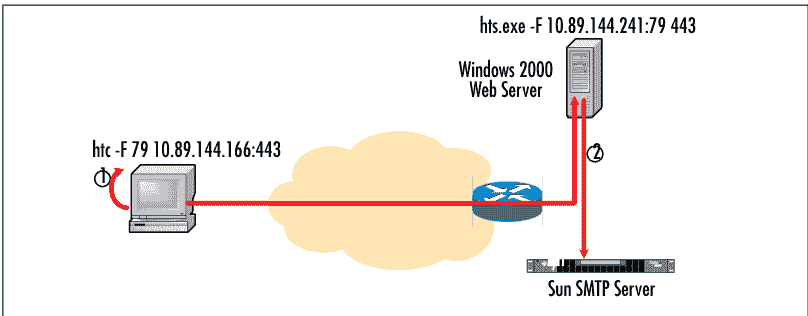 hts.exe -F 10.89.144.241:79 443
Windows 2000
Web Server
htc -F 79 10.89.144.166:443
1
2
Sun SMTP Server